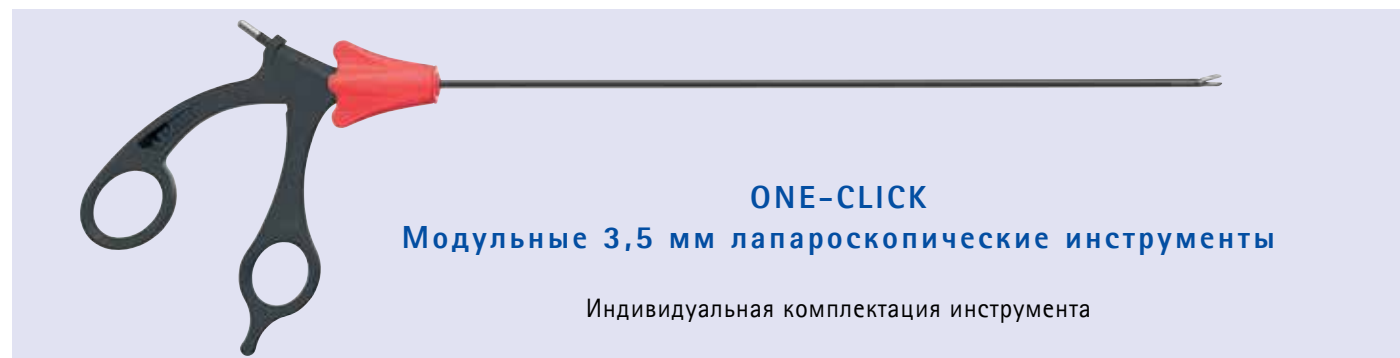 ONE-CLICK
Модульные 3,5 мм лапароскопические инструменты
Индивидуальная комплектация инструмента